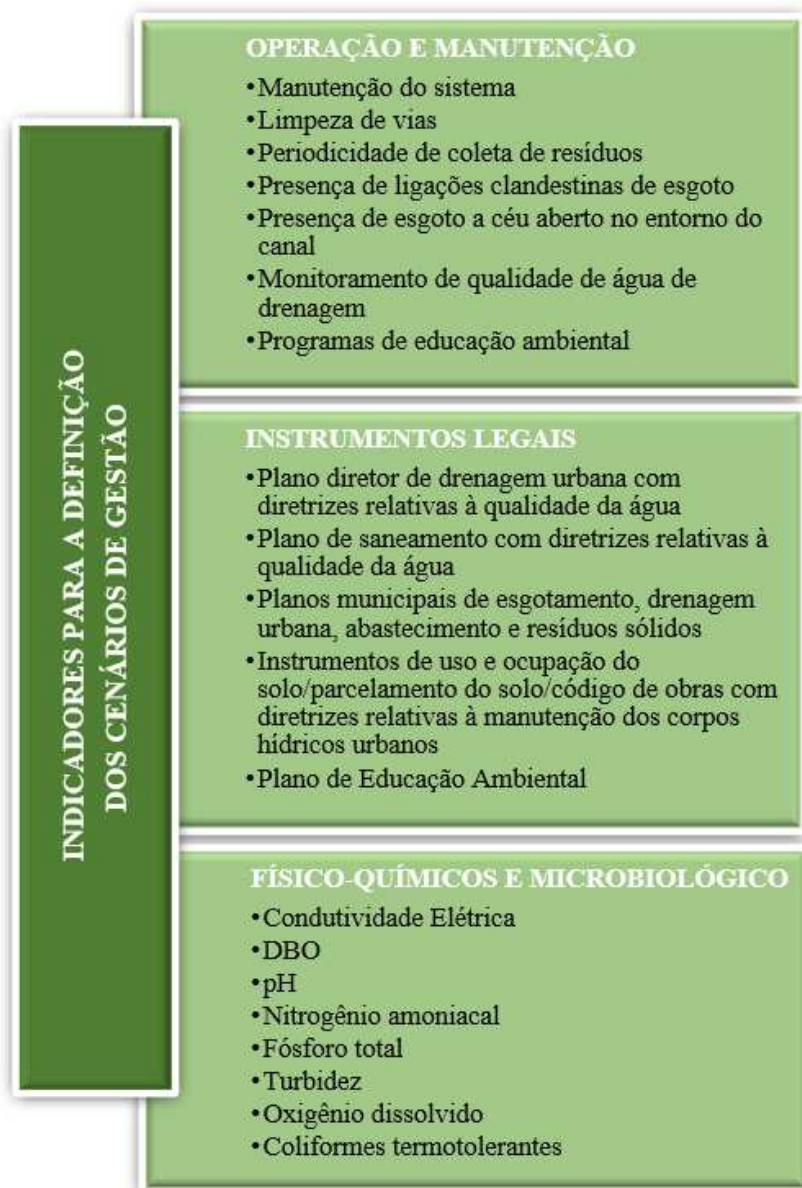 INDICADORES PARA A DEFINIÇÃO
DOS CENÁRIOS DE GESTÃO
OPERAÇÃO E MANUTENÇÃO
•Manutenção do sistema
•Limpeza de vias
•Periodicidade de coleta de resíduos
•Presença de ligações clandestinas de esgoto
•Presença de esgoto a céu aberto no entorno do
canal
•Monitoramento de qualidade de água de
drenagem
•Programas de educação ambiental
INSTRUMENTOS LEGAIS
•Plano diretor de drenagem urbana com
diretrizes relativas à qualidade da água
•Plano de saneamento com diretrizes relativas à
qualidade da água
•Planos municipais de esgotamento, drenagem
urbana, abastecimento e resíduos sólidos
•Instrumentos de uso e ocupação do
solo/parcelamento do solo/código de obras com
diretrizes relativas à manutenção dos corpos
hídricos urbanos
•Plano de Educação Ambiental
FÍSICO-QUÍMICOS E MICROBIOLÓGICO
•Condutividade Elétrica
•DBO
•pH
•Nitrogênio amoniacal
•Fósforo total
•Turbidez
•Oxigênio dissolvido
•Coliformes termotolerantes